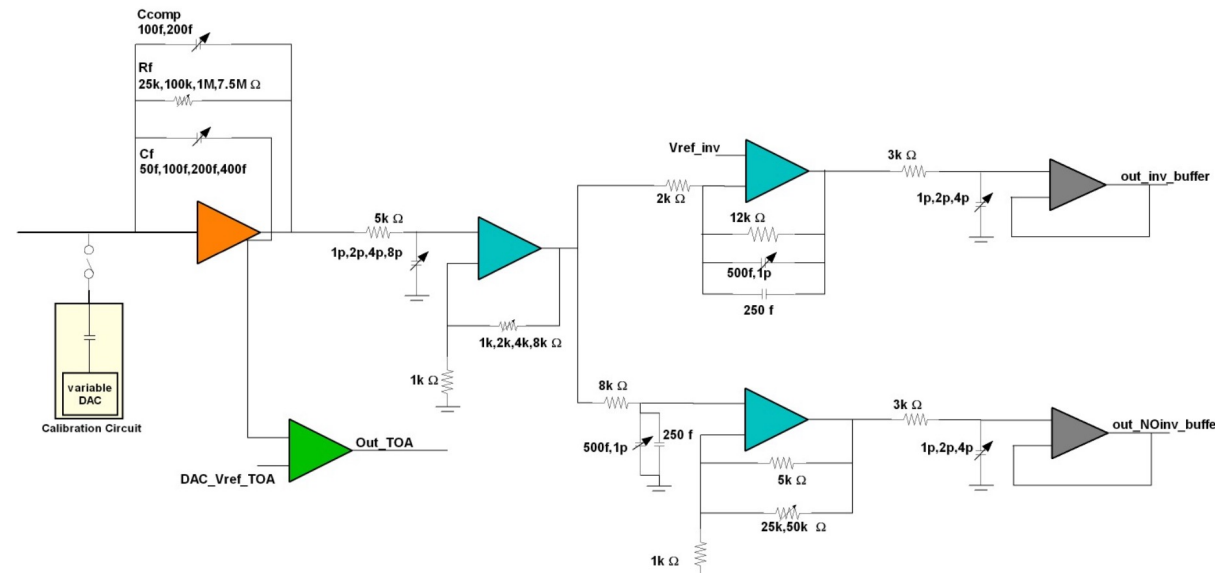 Ccomp
100f,200f
Rf
25k,100k,1M,7.5M Ω
Cf
50f,100f,200f,400f
5k Ω
1p,2p,4p,8p
1k,2k,4k,8k Ω
1k Ω
variable
DAC
Calibration Circuit
Out_TOA
DAC_Vref_TOA
Vref_inv
2k Ω
12k Ω
500f,1p
250 f
3k Ω
1p,2p,4p
out_inv_buffer
8k Ω
500f,1p
250 f
5k Ω
25k,50k Ω
1k Ω
3k Ω
1p,2p,4p
out_NOinv_buffer